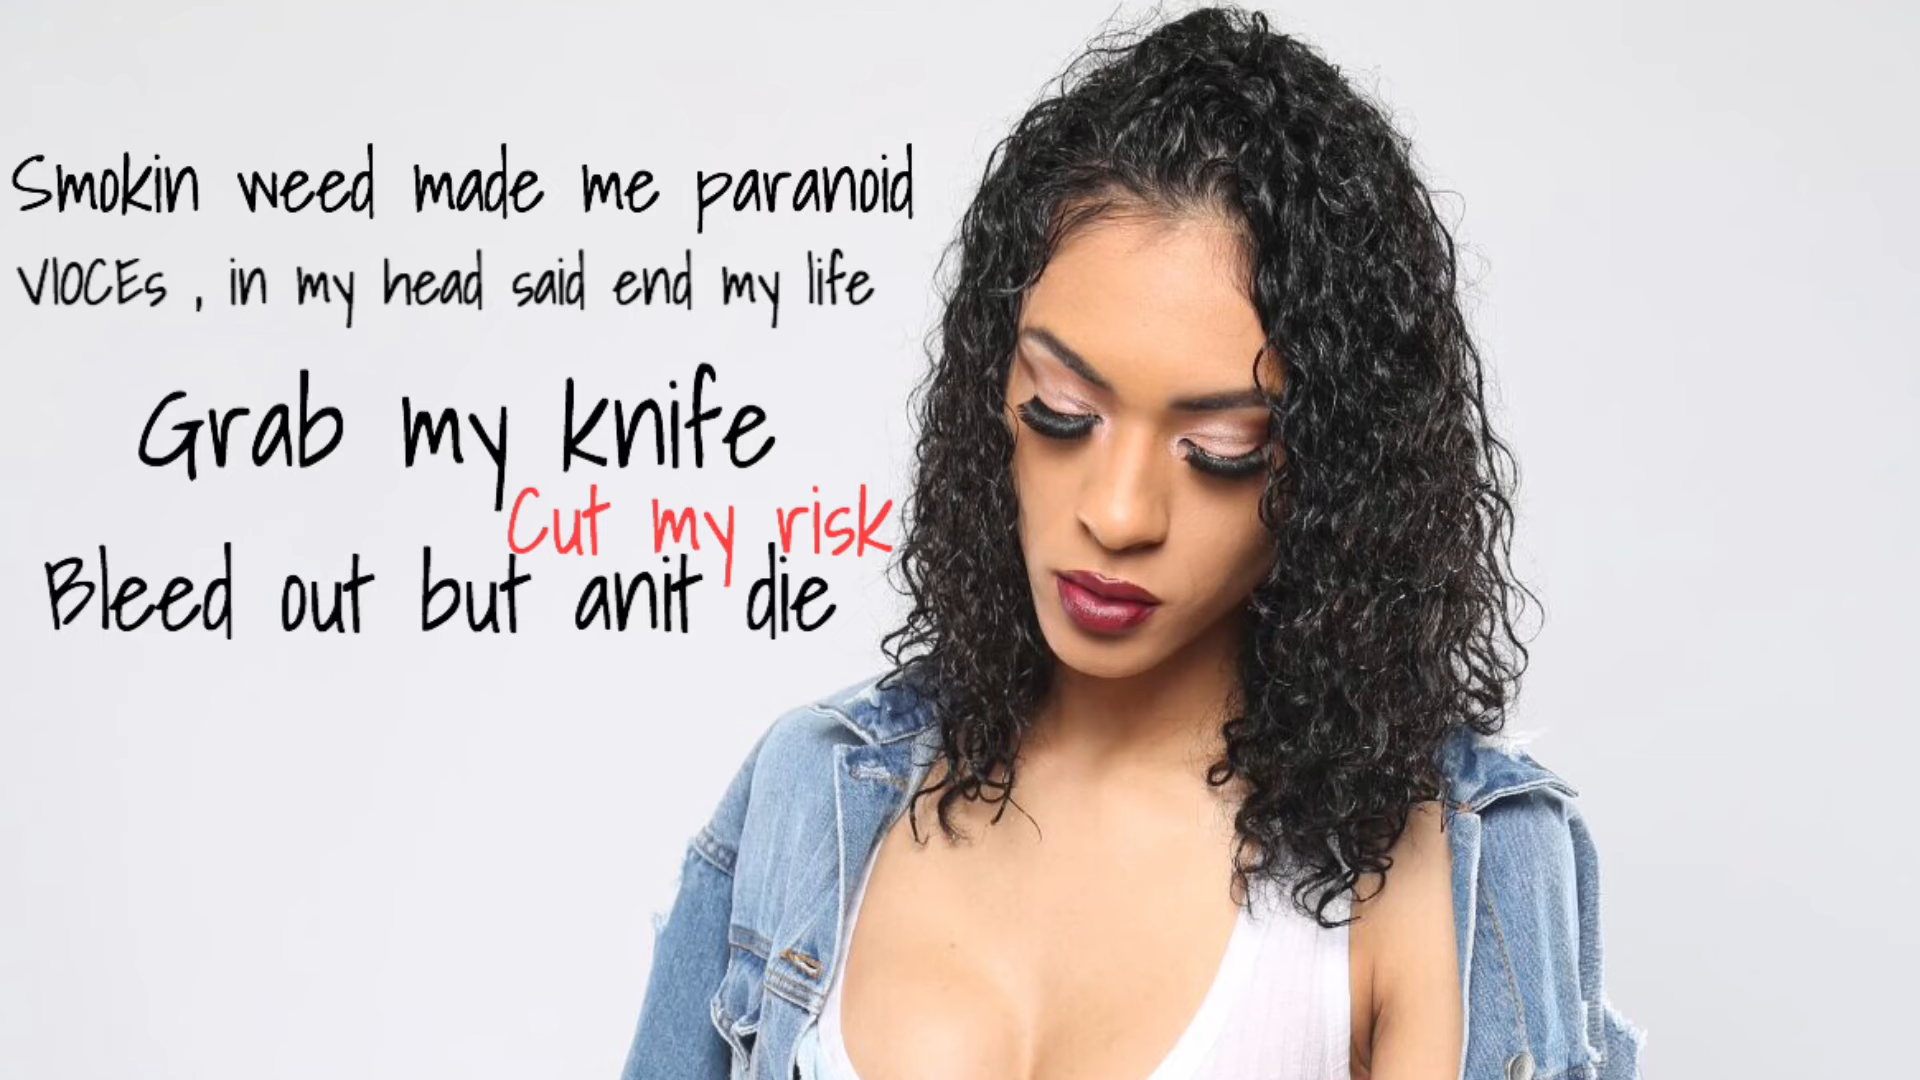 Smokin weed made me paranoid
VIOCEs , in my head said end my life
Grab my knife
Cut my risk
Bleed out but anit die